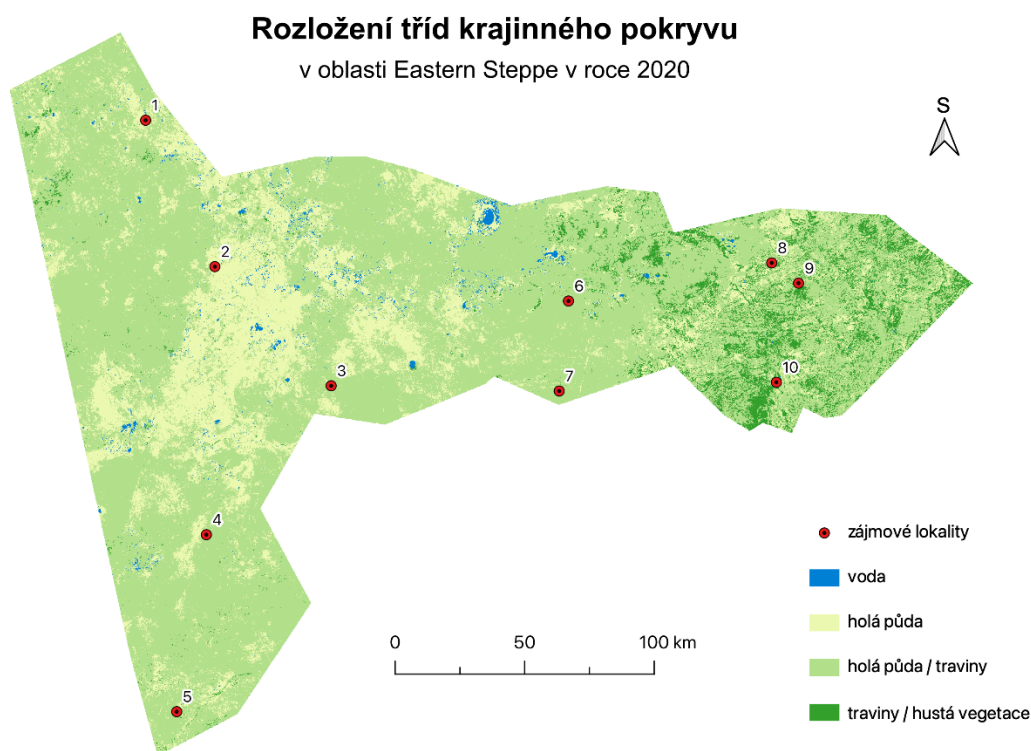 Rozložení tříd krajinného pokryvu
v oblasti Eastern Steppe v roce 2020
S
1
2
3
4
5
6
7
8
9
10
zájmové lokality
voda
holá půda
holá půda / traviny
traviny / hustá vegetace
0 50 100 km